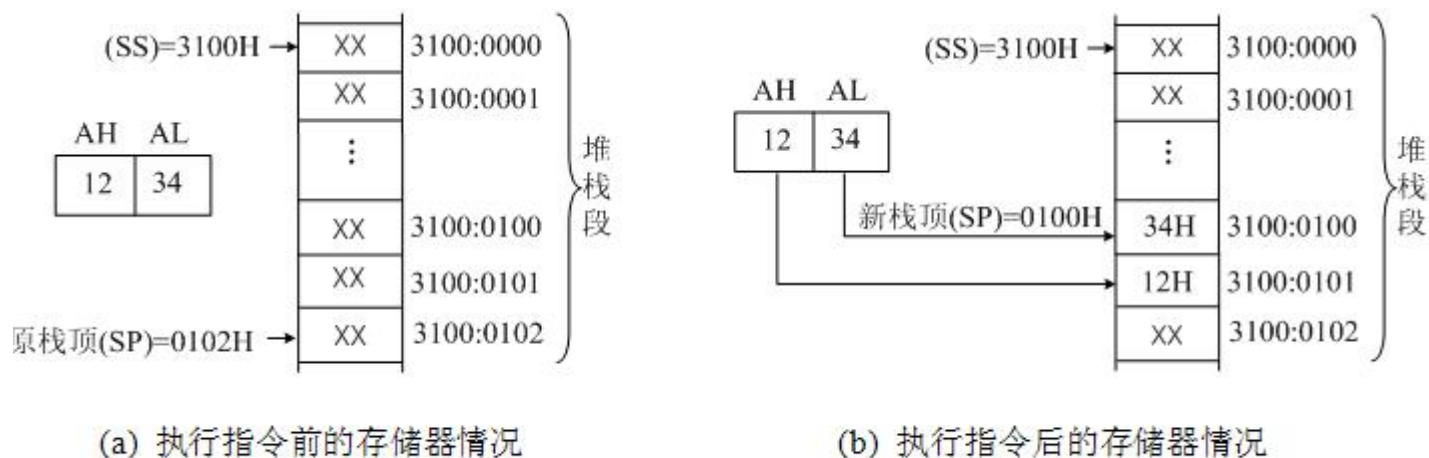 (SS)=3100H
XX 3100:0000
XX 3100:0001
AH AL
12 34
⋮
XX 3100:0100
XX 3100:0101
原栈顶(SP)=0102H
XX 3100:0102
堆栈段
(a) 执行指令前的存储器情况
(SS)=3100H
XX 3100:0000
XX 3100:0001
AH AL
12 34
⋮
新栈顶(SP)=0100H
34H 3100:0100
12H 3100:0101
XX 3100:0102
堆栈段
(b) 执行指令后的存储器情况